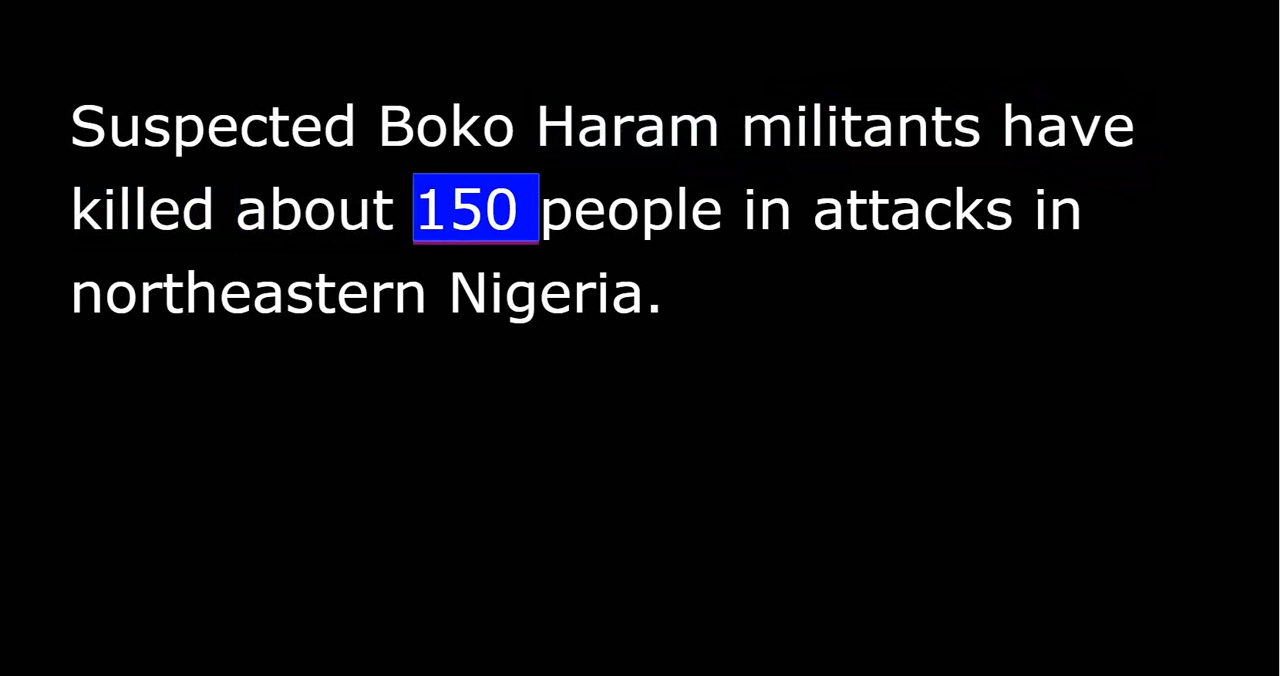 Suspected Boko Haram militants have
killed about 150 people in attacks in
northeastern Nigeria.